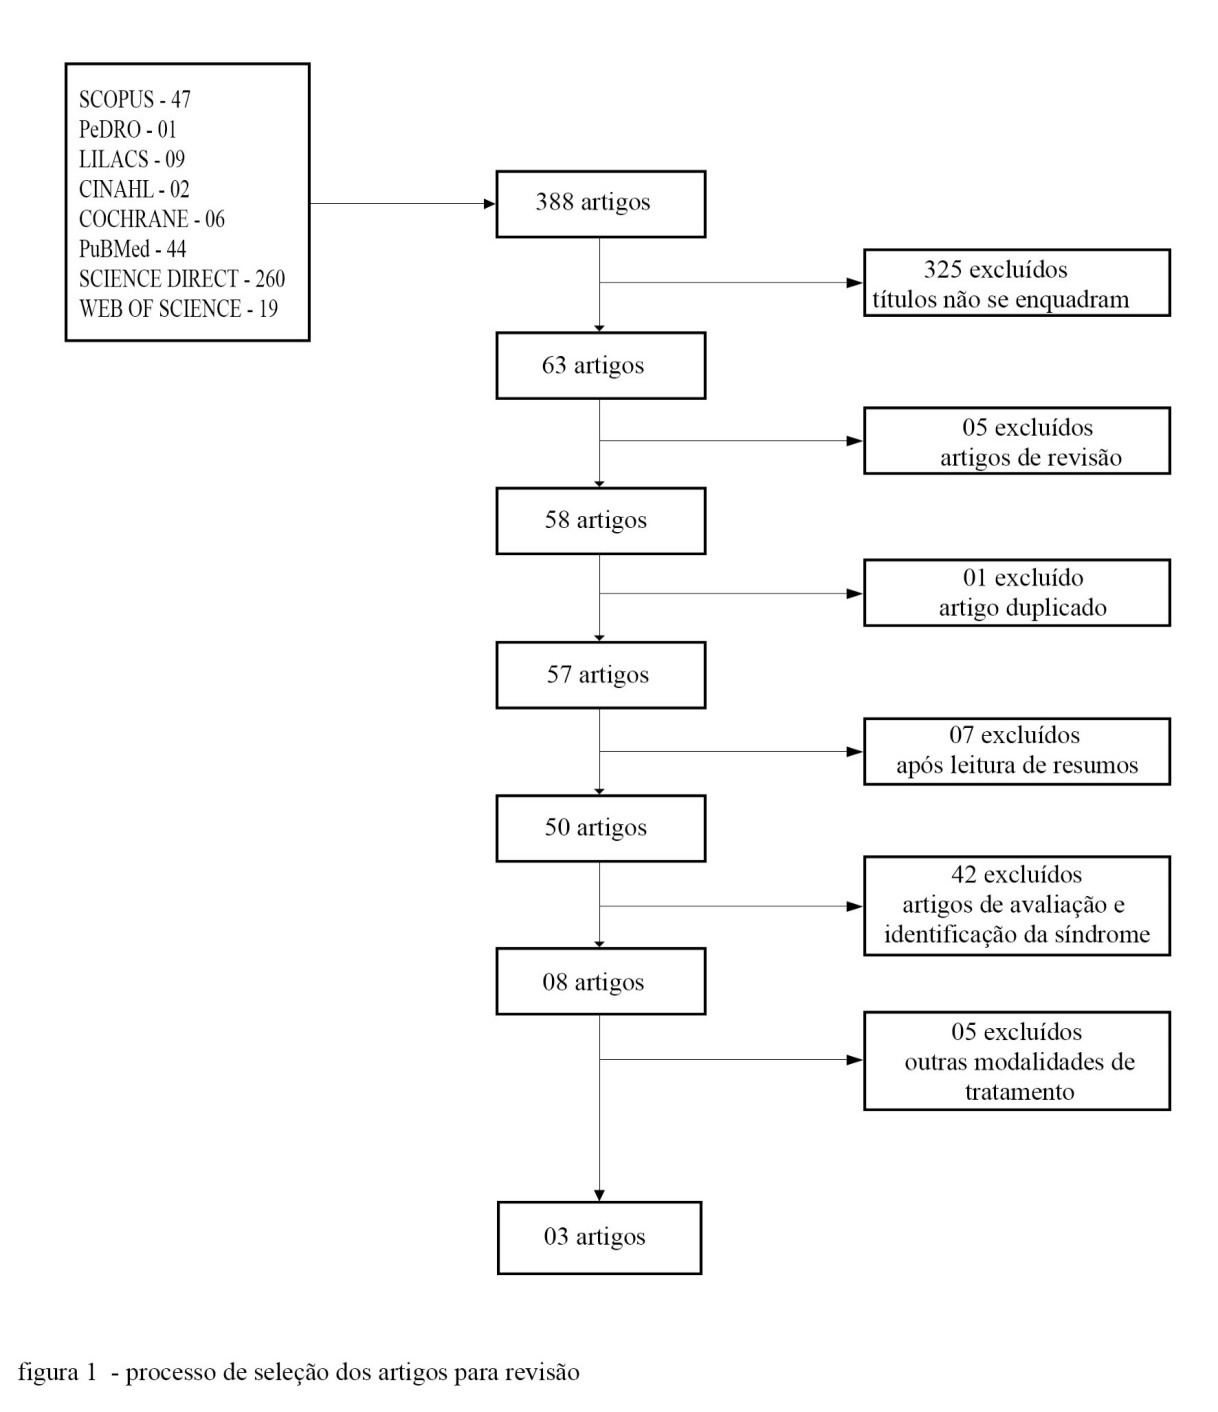 SCOPUS - 47
PeDRO - 01
LILACS - 09
CINAHL - 02
COCHRANE - 06
PuBMed - 44
SCIENCE DIRECT - 260
WEB OF SCIENCE - 19
388 artigos
325 excluídos
títulos não se enquadram
63 artigos
05 excluídos
artigos de revisão
58 artigos
01 excluído
artigo duplicado
57 artigos
07 excluídos
após leitura de resumos
50 artigos
42 excluídos
artigos de avaliação e
identificação da síndrome
08 artigos
05 excluídos
outras modalidades de
tratamento
03 artigos
figura 1 - processo de seleção dos artigos para revisão